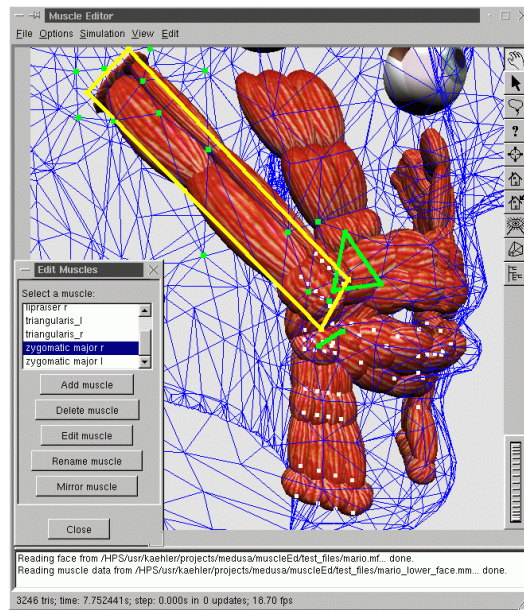 Muscle Editor
File Options Simulation View Edit
?
Edit Muscles
Select a muscle:
lipraiser r
triangularis_l
triangularis_r
zygomatic major r
zygomatic major l
Add muscle
Delete muscle
Edit muscle
Rename muscle
Mirror muscle
Close
Reading face from /HPS/usr/kaehler/projects/medusa/muscleEd/test_files/mario.mf... done.
Reading muscle data from /HPS/usr/kaehler/projects/medusa/muscleEd/test_files/mario_lower_face.mm... done.
3246 tris; time: 7.752441s; step: 0.000s in 0 updates; 18.70 fps